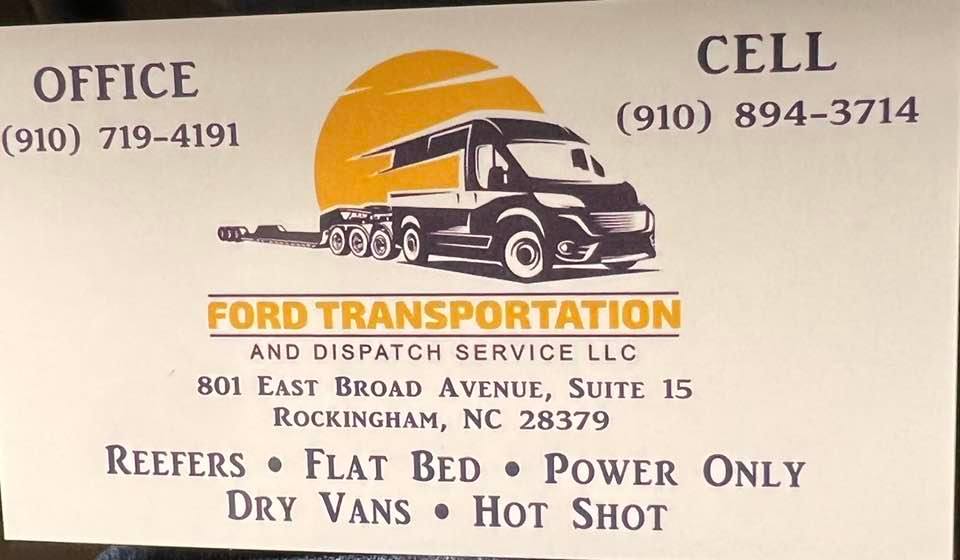 OFFICE
(910) 719-4191
CELL
(910) 894-3714
FORD TRANSPORTATION
AND DISPATCH SERVICE LLC
801 EAST BROAD AVENUE, SUITE 15
ROCKINGHAM, NC 28379
REEFERS • FLAT BED • POWER ONLY
DRY VANS • HOT SHOT